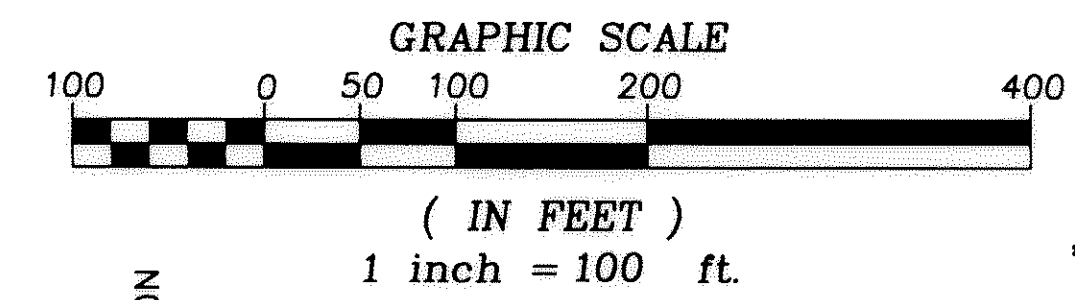 GRAPHIC SCALE
100 0 50 100 200 400
( IN FEET )
1 inch = 100 ft.